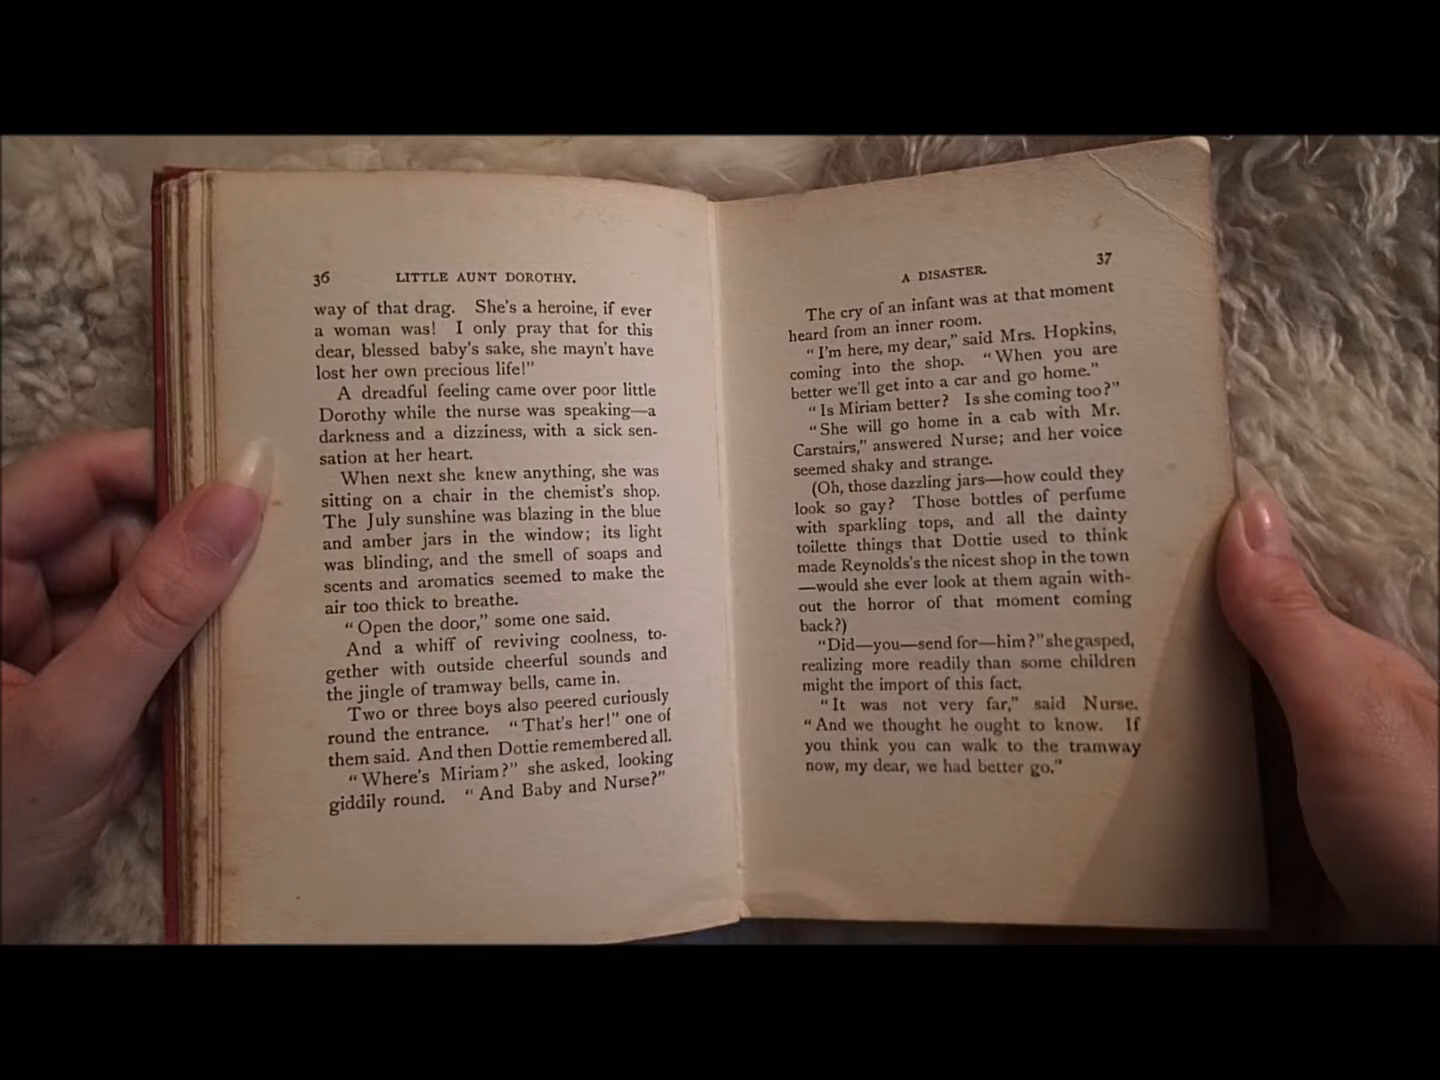 36 LITTLE AUNT DOROTHY.
way of that drag. She's a heroine, if ever
a woman was! I only pray that for this
dear, blessed baby's sake, she mayn't have
lost her own precious life!"
A dreadful feeling came over poor little
Dorothy while the nurse was speaking—a
darkness and a dizziness, with a sick sen-
sation at her heart.
When next she knew anything, she was
sitting on a chair in the chemist's shop.
The July sunshine was blazing in the blue
and amber jars in the window; its light
was blinding, and the smell of soaps and
scents and aromatics seemed to make the
air too thick to breathe.
"Open the door," some one said.
And a whiff of reviving coolness, to-
gether with outside cheerful sounds and
the jingle of tramway bells, came in.
Two or three boys also peered curiously
round the entrance. "That's her!" one of
them said. And then Dottie remembered all.
"Where's Miriam?" she asked, looking
giddily round. "And Baby and Nurse?"
A DISASTER. 37
The cry of an infant was at that moment
heard from an inner room.
"I'm here, my dear," said Mrs. Hopkins,
coming into the shop. "When you are
better we'll get into a car and go home."
"Is Miriam better? Is she coming too?"
"She will go home in a cab with Mr.
Carstairs," answered Nurse; and her voice
seemed shaky and strange.
(Oh, those dazzling jars—how could they
look so gay? Those bottles of perfume
with sparkling tops, and all the dainty
toilette things that Dottie used to think
made Reynolds's the nicest shop in the town
—would she ever look at them again with-
out the horror of that moment coming
back?)
"Did—you—send for—him?" she gasped,
realizing more readily than some children
might the import of this fact.
"It was not very far," said Nurse.
"And we thought he ought to know. If
you think you can walk to the tramway
now, my dear, we had better go."